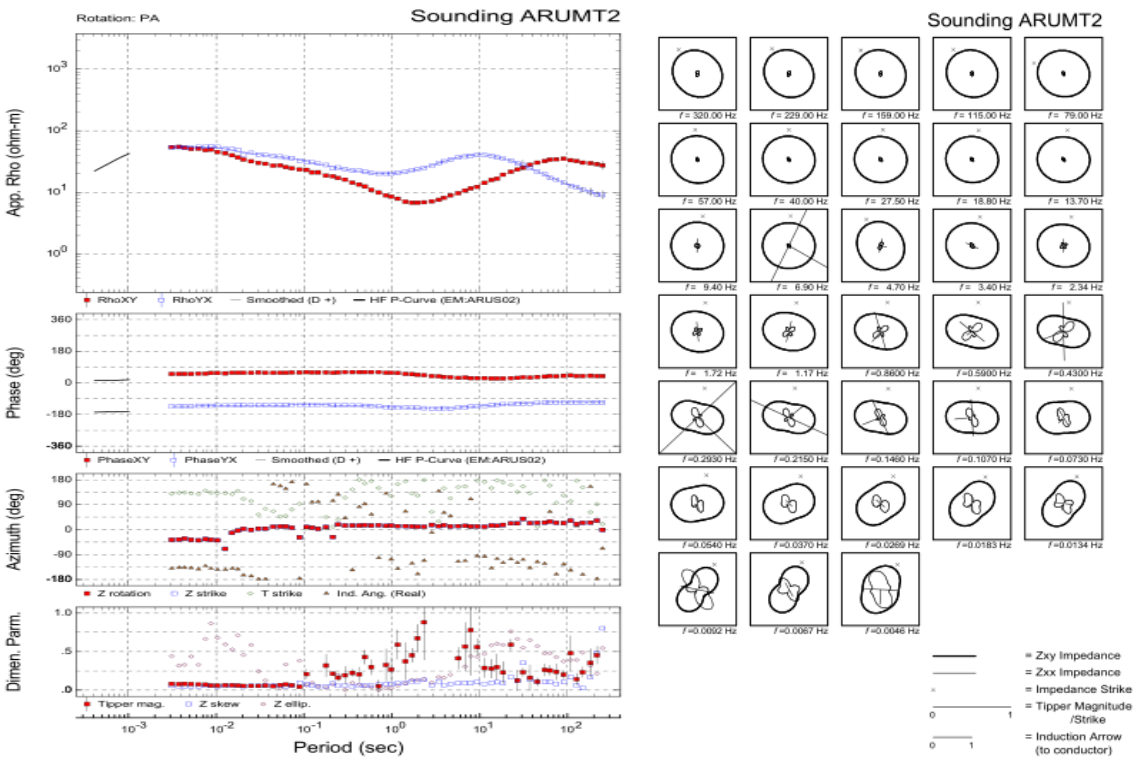 Rotation: PA
Sounding ARUMT2
App. Rho (ohm-m)
10³
10²
10¹
10⁰
RhoXY RhoYX Smoothed (D +) HF P-Curve (EM:ARUS02)
Phase (deg)
360
180
0
-180
-360
PhaseXY PhaseYX Smoothed (D +) HF P-Curve (EM:ARUS02)
Azimuth (deg)
180
90
0
-90
-180
Z rotation Z strike T strike Ind. Ang. (Real)
Dimen. Parm.
1.0
.5
.0
Tipper mag. Z skew Z ellip.
10⁻³ 10⁻² 10⁻¹ 10⁰ 10¹ 10²
Period (sec)
Sounding ARUMT2
f = 320.00 Hz f = 229.00 Hz f = 159.00 Hz f = 115.00 Hz f = 79.00 Hz
f = 57.00 Hz f = 40.00 Hz f = 27.50 Hz f = 18.80 Hz f = 13.70 Hz
f = 9.40 Hz f = 6.90 Hz f = 4.70 Hz f = 3.40 Hz f = 2.34 Hz
f = 1.72 Hz f = 1.17 Hz f =0.8600 Hz f =0.5900 Hz f =0.4300 Hz
f =0.2930 Hz f =0.2150 Hz f =0.1460 Hz f =0.1070 Hz f =0.0730 Hz
f =0.0540 Hz f =0.0370 Hz f =0.0269 Hz f =0.0183 Hz f =0.0134 Hz
f =0.0092 Hz f =0.0067 Hz f =0.0046 Hz
= Zxy Impedance
= Zxx Impedance
= Impedance Strike
0 1 = Tipper Magnitude
/Strike
0 1 = Induction Arrow
(to conductor)